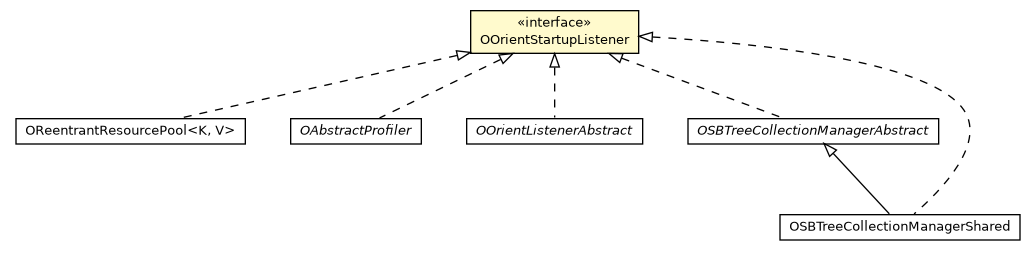 «interface»
OOrientStartupListener
OReentrantResourcePool<K, V>
OAbstractProfiler
OOrientListenerAbstract
OSBTreeCollectionManagerAbstract
OSBTreeCollectionManagerShared